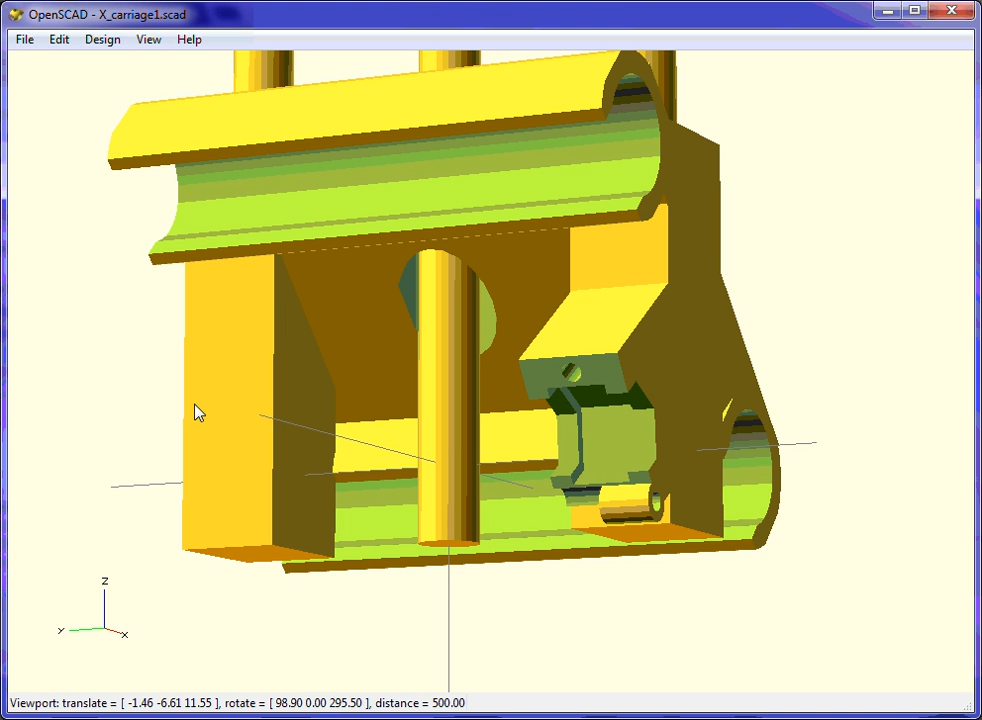 OpenSCAD - X_carriage1.scad
File Edit Design View Help
z
y
x
Viewport: translate = [ -1.46 -6.61 11.55 ], rotate = [ 98.90 0.00 295.50 ], distance = 500.00